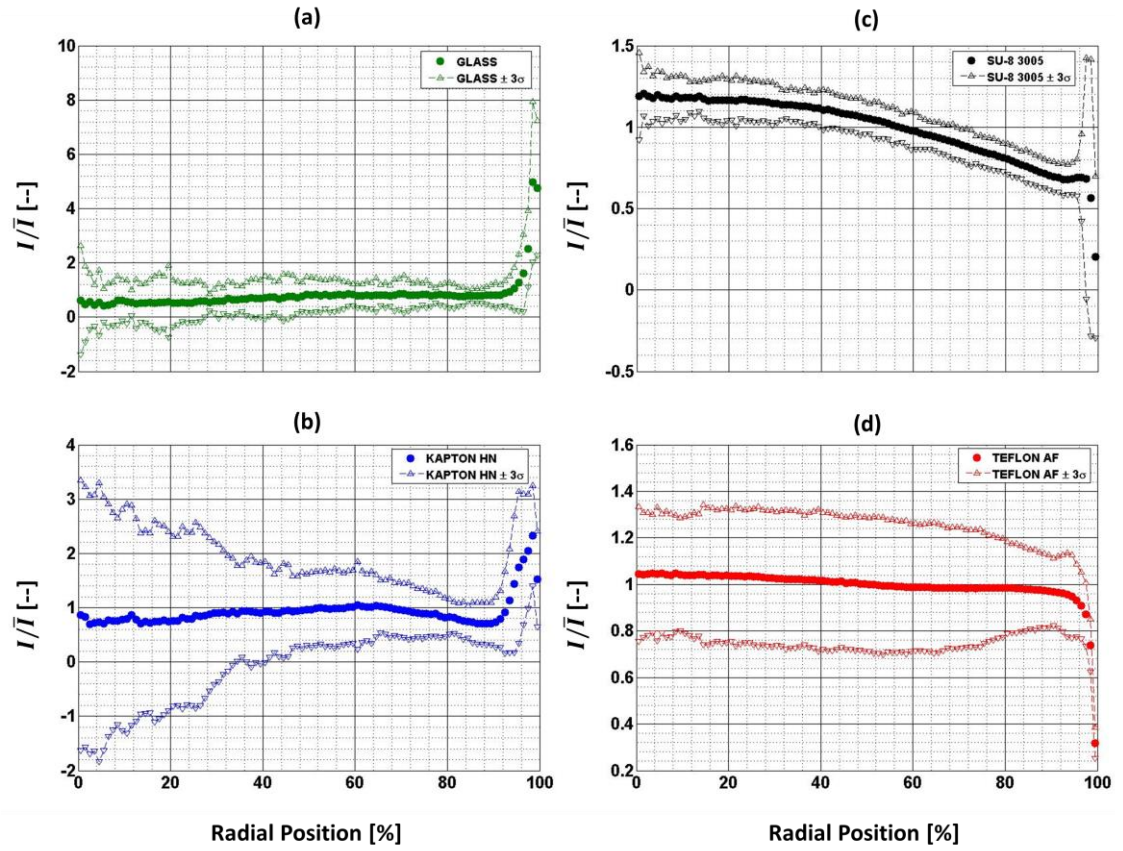 (a)
10
8
6
4
2
0
-2
I/Ī [--]
GLASS
GLASS ± 3σ
(c)
1.5
1
0.5
0
-0.5
I/Ī [--]
SU-8 3005
SU-8 3005 ± 3σ
(b)
4
3
2
1
0
-1
-2
I/Ī [--]
KAPTON HN
KAPTON HN ± 3σ
0 20 40 60 80 100
Radial Position [%]
(d)
1.6
1.4
1.2
1
0.8
0.6
0.4
0.2
I/Ī [--]
TEFLON AF
TEFLON AF ± 3σ
0 20 40 60 80 100
Radial Position [%]